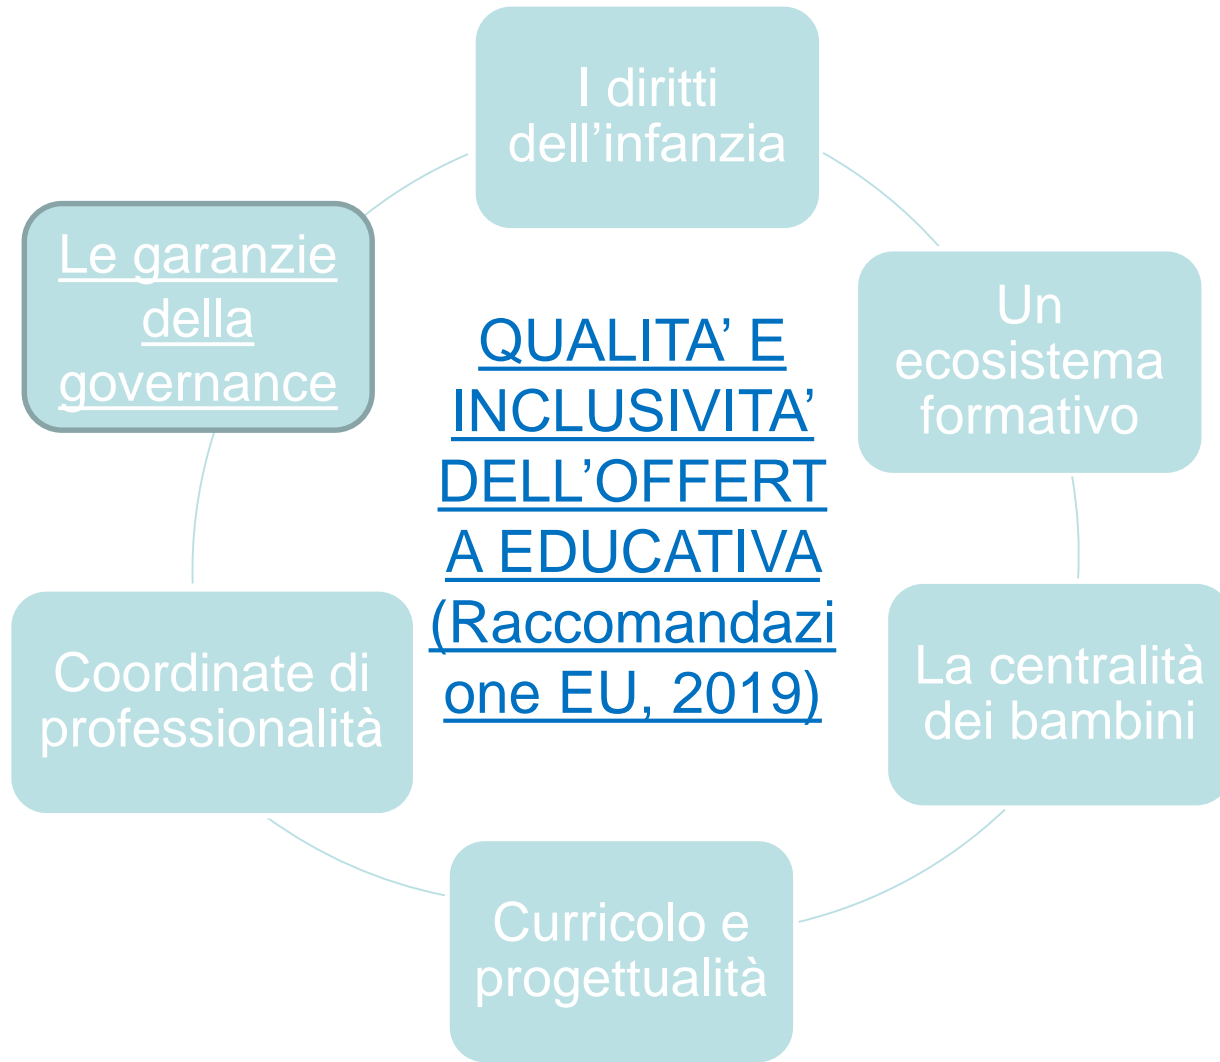 I diritti
dell’infanzia
Un
ecosistema
formativo
La centralità
dei bambini
Curricolo e
progettualità
Coordinate di
professionalità
Le garanzie
della
governance
QUALITA’ E
INCLUSIVITA’
DELL’OFFERT
A EDUCATIVA
(Raccomandazi
one EU, 2019)